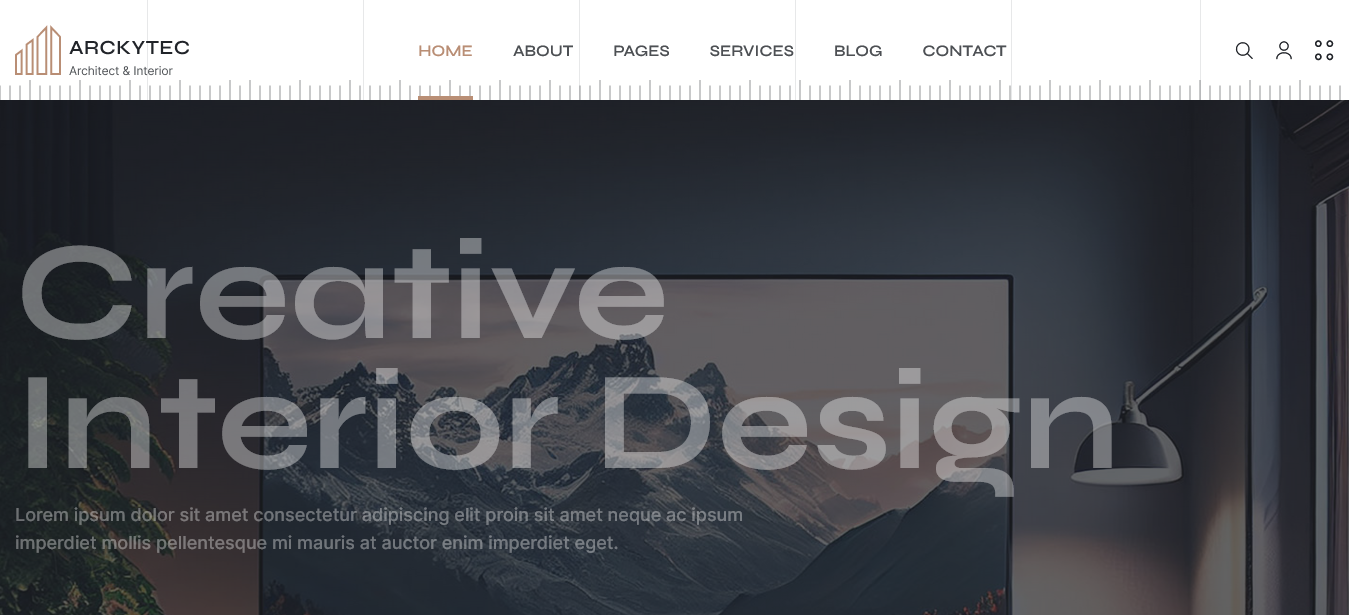 ARCKYTEC
Architect & Interior
HOME ABOUT PAGES SERVICES BLOG CONTACT
Creative
Interior Design
Lorem ipsum dolor sit amet consectetur adipiscing elit proin sit amet neque ac ipsum
imperdiet mollis pellentesque mi mauris at auctor enim imperdiet eget.